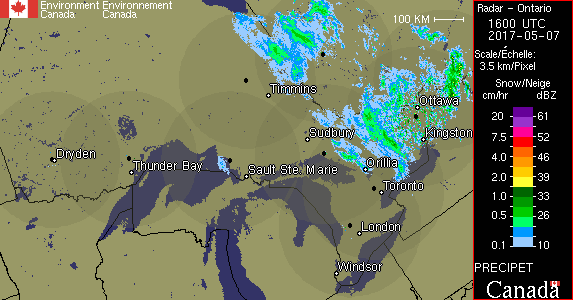 Environment Environnement
Canada Canada
100 KM
Timmins
Ottawa
Sudbury
Kingston
Dryden
Thunder Bay
Sault Ste. Marie
Orillia
Toronto
London
Windsor
Radar - Ontario
1600 UTC
2017-05-07
Scale/Échelle:
3.5 km/Pixel
Snow/Neige
cm/hr dBZ
20 61
7.5 52
4.0 46
2.0 39
1.0 33
0.5 26
0.1 10
PRECIPET
Canada